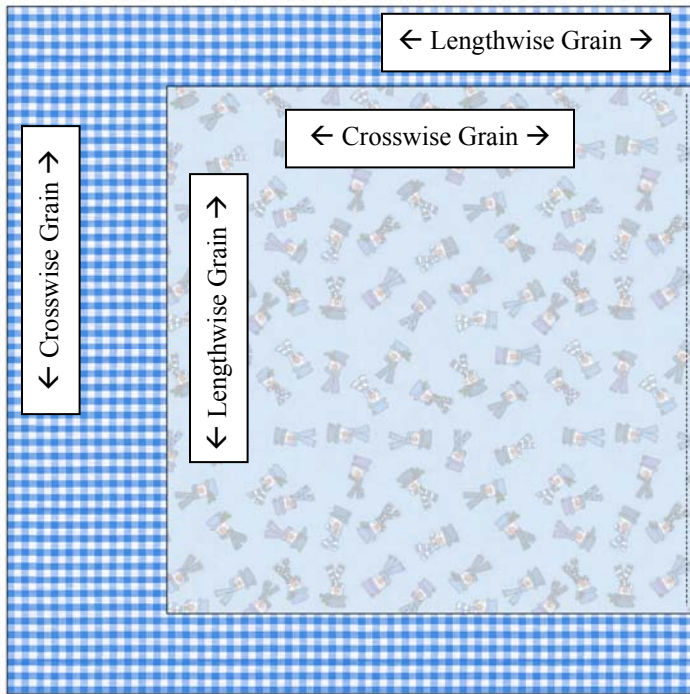 ← Lengthwise Grain →
← Crosswise Grain →
← Crosswise Grain →
← Lengthwise Grain →